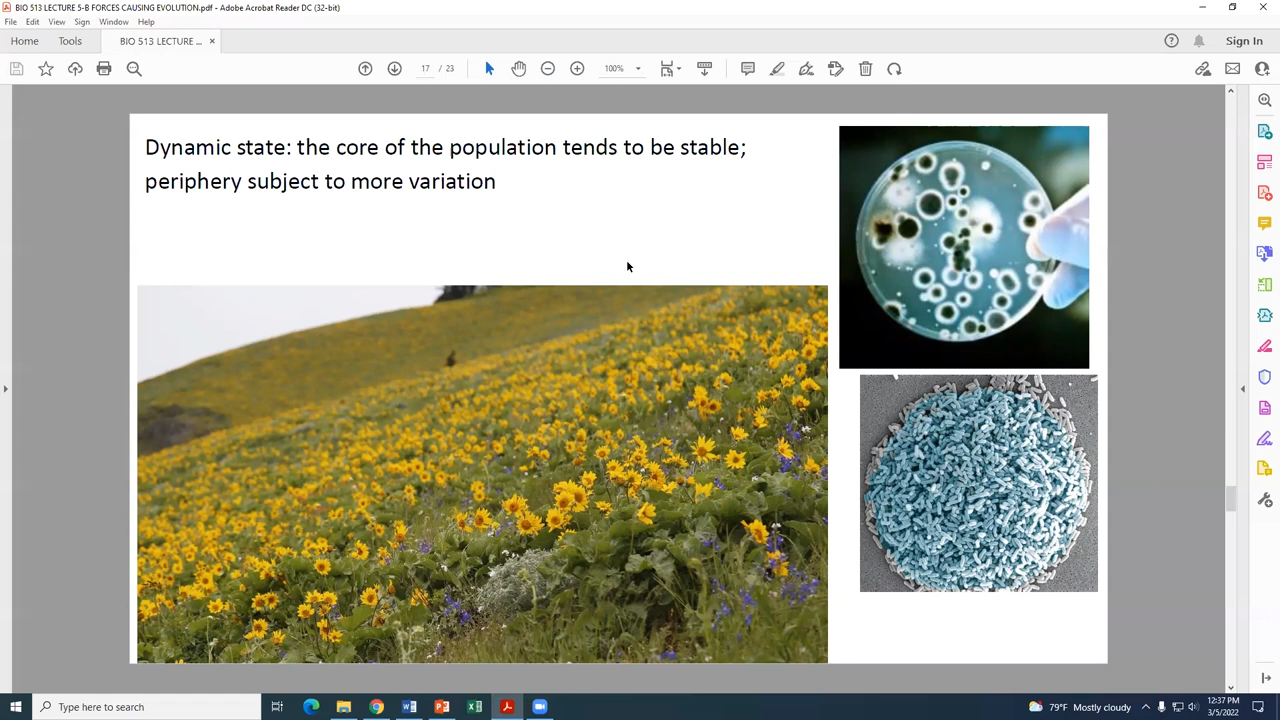 BIO 513 LECTURE 5-B FORCES CAUSING EVOLUTION.pdf - Adobe Acrobat Reader DC (32-bit)
File Edit View Sign Window Help
Home Tools BIO 513 LECTURE ... × Sign In
17 / 23 100%
Dynamic state: the core of the population tends to be stable;
periphery subject to more variation
Type here to search
79°F Mostly cloudy
12:37 PM
3/5/2022